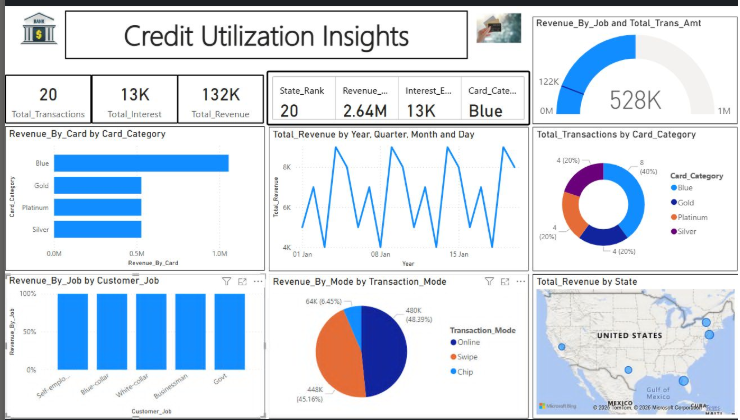 BANK
$
Credit Utilization Insights
20
Total_Transactions
13K
Total_Interest
132K
Total_Revenue
State_Rank
20
Revenue_...
2.64M
Interest_E...
13K
Card_Cate...
Blue
Revenue_By_Job and Total_Trans_Amt
122K
0M
528K
1M
Revenue_By_Card by Card_Category
Card_Category
Blue
Gold
Platinum
Silver
0.0M 0.5M 1.0M
Revenue_By_Card
Total_Revenue by Year, Quarter, Month and Day
Total_Revenue
8K
6K
4K
01 Jan 08 Jan 15 Jan
Year
Total_Transactions by Card_Category
4 (20%)
8
(40%)
4
(20%)
4 (20%)
Card_Category
Blue
Gold
Platinum
Silver
Revenue_By_Job by Customer_Job
Revenue_By_Job
100%
50%
0%
Self-emplo... Blue-collar White-collar Businessman Govt
Customer_Job
Revenue_By_Mode by Transaction_Mode
64K (6.45%)
480K
(48.39%)
448K
(45.16%)
Transaction_Mode
Online
Swipe
Chip
Total_Revenue by State
UNITED STATES
Gulf of
Mexico
MEXICO
CUBA
Microsoft Bing
© 2026 TomTom, © 2026 Microsoft Corporation